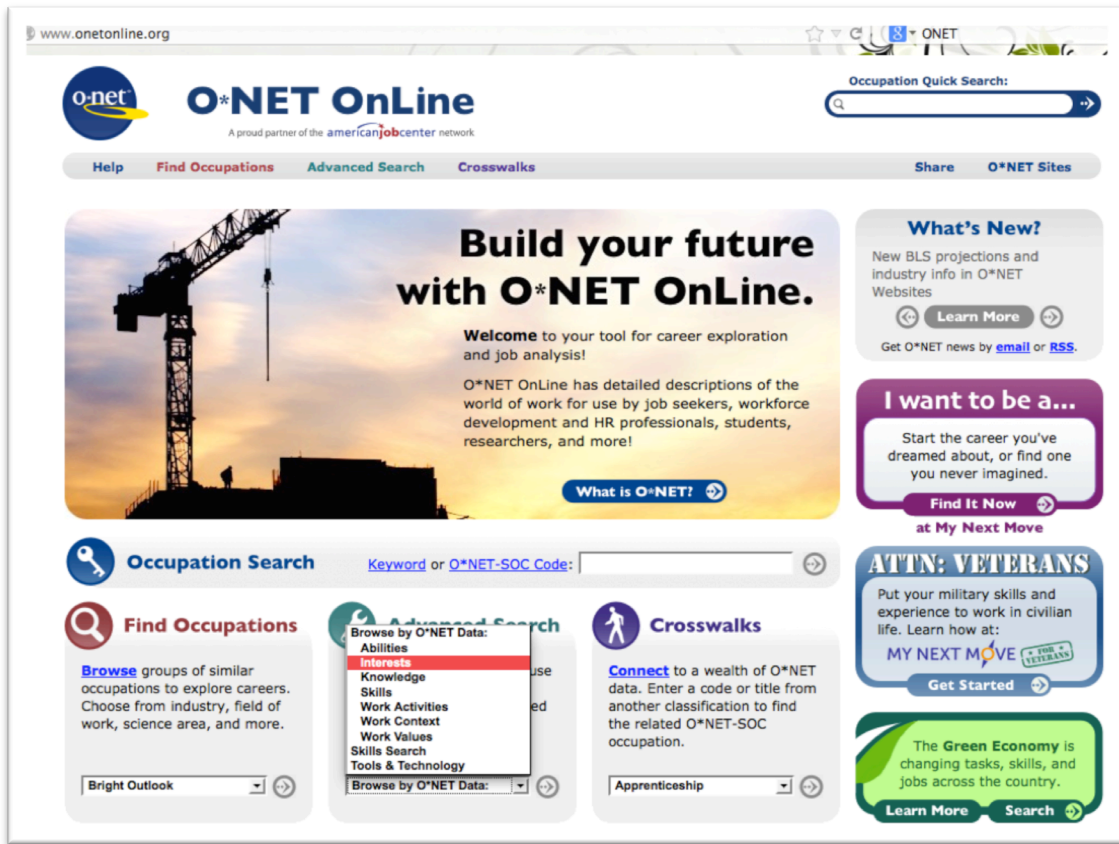 www.onetonline.org
ONET
o·net
O*NET OnLine
A proud partner of the americanjobcenter network
Occupation Quick Search:
Help Find Occupations Advanced Search Crosswalks Share O*NET Sites
Build your future
with O*NET OnLine.
Welcome to your tool for career exploration
and job analysis!
O*NET OnLine has detailed descriptions of the
world of work for use by job seekers, workforce
development and HR professionals, students,
researchers, and more!
What is O*NET?
What's New?
New BLS projections and
industry info in O*NET
Websites
Learn More
Get O*NET news by email or RSS.
I want to be a...
Start the career you've
dreamed about, or find one
you never imagined.
Find It Now
at My Next Move
ATTN: VETERANS
Put your military skills and
experience to work in civilian
life. Learn how at:
MY NEXT MOVE FOR VETERANS
Get Started
The Green Economy is
changing tasks, skills, and
jobs across the country.
Learn More Search
Occupation Search Keyword or O*NET-SOC Code:
Find Occupations
Browse groups of similar
occupations to explore careers.
Choose from industry, field of
work, science area, and more.
Bright Outlook
Advanced Search
use
ed
Browse by O*NET Data:
Abilities
Interests
Knowledge
Skills
Work Activities
Work Context
Work Values
Skills Search
Tools & Technology
Browse by O*NET Data:
Crosswalks
Connect to a wealth of O*NET
data. Enter a code or title from
another classification to find
the related O*NET-SOC
occupation.
Apprenticeship